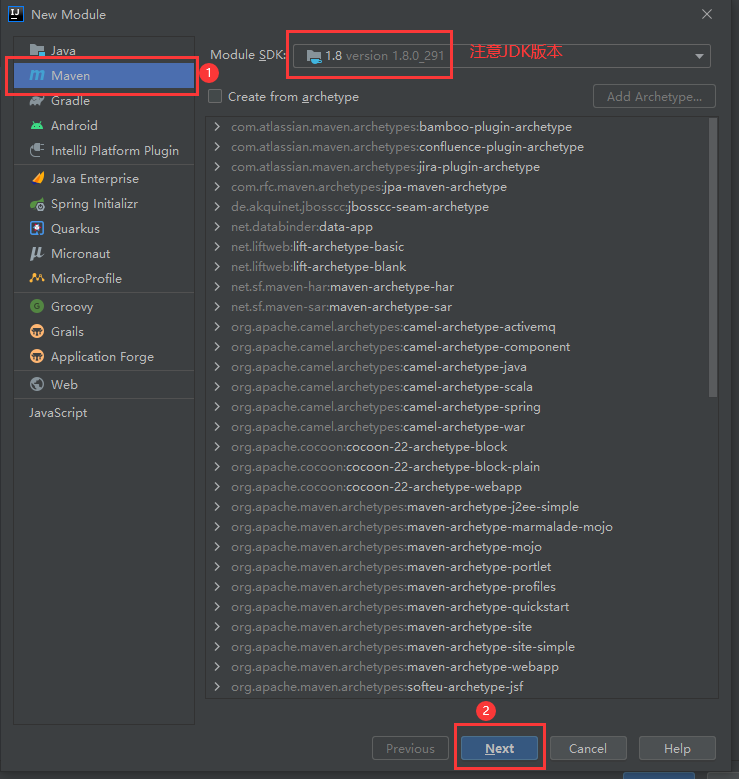 New Module
Java
Maven
Gradle
Android
IntelliJ Platform Plugin
Java Enterprise
Spring Initializr
Quarkus
Micronaut
MicroProfile
Groovy
Grails
Application Forge
Web
JavaScript
1
Module SDK:
1.8 version 1.8.0_291
注意JDK版本
Create from archetype
Add Archetype...
com.atlassian.maven.archetypes:bamboo-plugin-archetype
com.atlassian.maven.archetypes:confluence-plugin-archetype
com.atlassian.maven.archetypes:jira-plugin-archetype
com.rfc.maven.archetypes:jpa-maven-archetype
de.akquinet.jbosscc:jbosscc-seam-archetype
net.databinder:data-app
net.liftweb:lift-archetype-basic
net.liftweb:lift-archetype-blank
net.sf.maven-har:maven-archetype-har
net.sf.maven-sar:maven-archetype-sar
org.apache.camel.archetypes:camel-archetype-activemq
org.apache.camel.archetypes:camel-archetype-component
org.apache.camel.archetypes:camel-archetype-java
org.apache.camel.archetypes:camel-archetype-scala
org.apache.camel.archetypes:camel-archetype-spring
org.apache.camel.archetypes:camel-archetype-war
org.apache.cocoon:cocoon-22-archetype-block
org.apache.cocoon:cocoon-22-archetype-block-plain
org.apache.cocoon:cocoon-22-archetype-webapp
org.apache.maven.archetypes:maven-archetype-j2ee-simple
org.apache.maven.archetypes:maven-archetype-marmalade-mojo
org.apache.maven.archetypes:maven-archetype-mojo
org.apache.maven.archetypes:maven-archetype-portlet
org.apache.maven.archetypes:maven-archetype-profiles
org.apache.maven.archetypes:maven-archetype-quickstart
org.apache.maven.archetypes:maven-archetype-site
org.apache.maven.archetypes:maven-archetype-site-simple
org.apache.maven.archetypes:maven-archetype-webapp
org.apache.maven.archetypes:softeu-archetype-jsf
2
Previous
Next
Cancel
Help